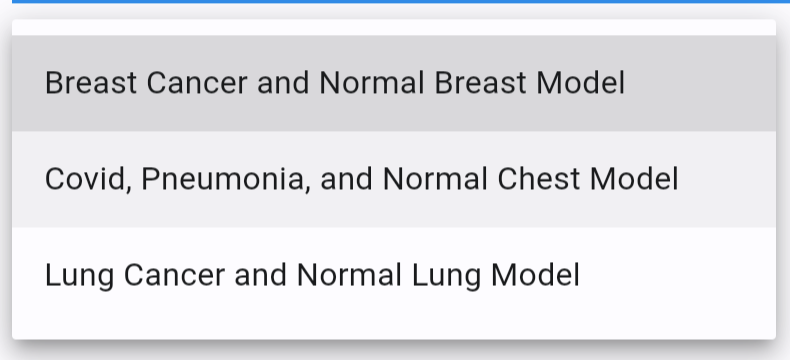 Breast Cancer and Normal Breast Model
Covid, Pneumonia, and Normal Chest Model
Lung Cancer and Normal Lung Model